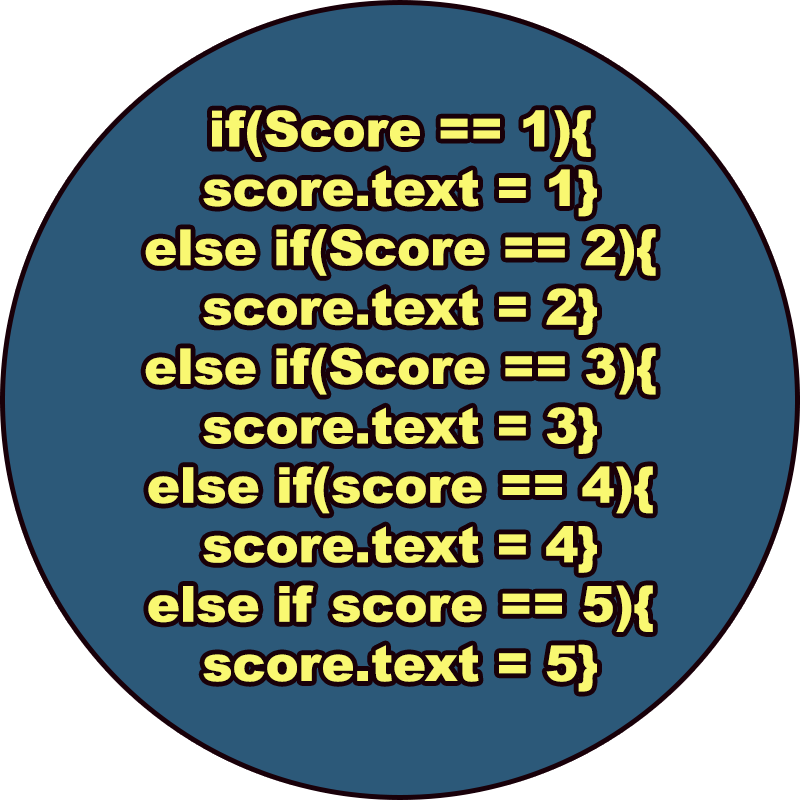 if(Score == 1){
score.text = 1}
else if(Score == 2){
score.text = 2}
else if(Score == 3){
score.text = 3}
else if(score == 4){
score.text = 4}
else if score == 5){
score.text = 5}